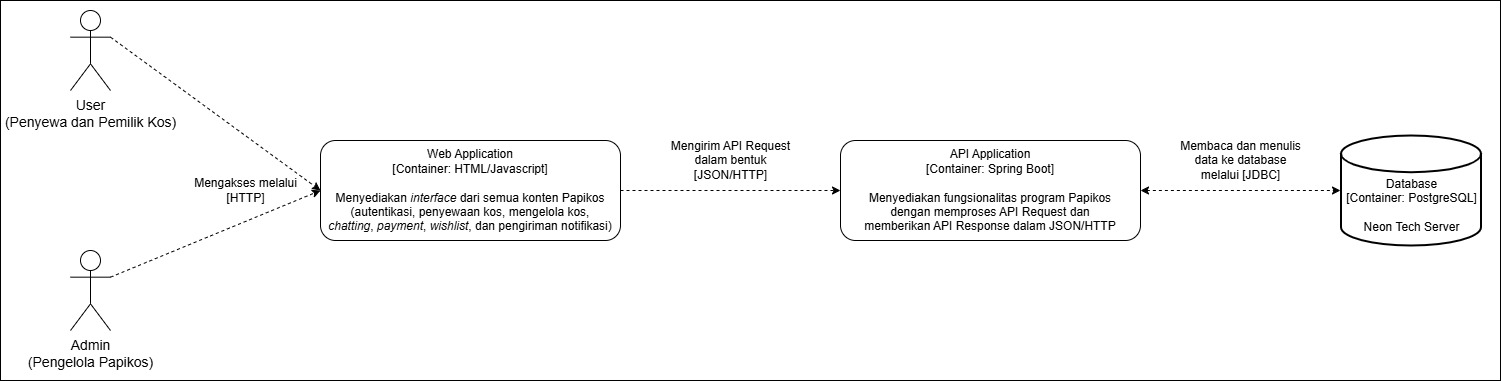 User
(Penyewa dan Pemilik Kos)
Mengakses melalui
[HTTP]
Admin
(Pengelola Papikos)
Web Application
[Container: HTML/Javascript]
Menyediakan interface dari semua konten Papikos
(autentikasi, penyewaan kos, mengelola kos,
chatting, payment, wishlist, dan pengiriman notifikasi)
Mengirim API Request
dalam bentuk
[JSON/HTTP]
API Application
[Container: Spring Boot]
Menyediakan fungsionalitas program Papikos
dengan memproses API Request dan
memberikan API Response dalam JSON/HTTP
Membaca dan menulis
data ke database
melalui [JDBC]
Database
[Container: PostgreSQL]
Neon Tech Server